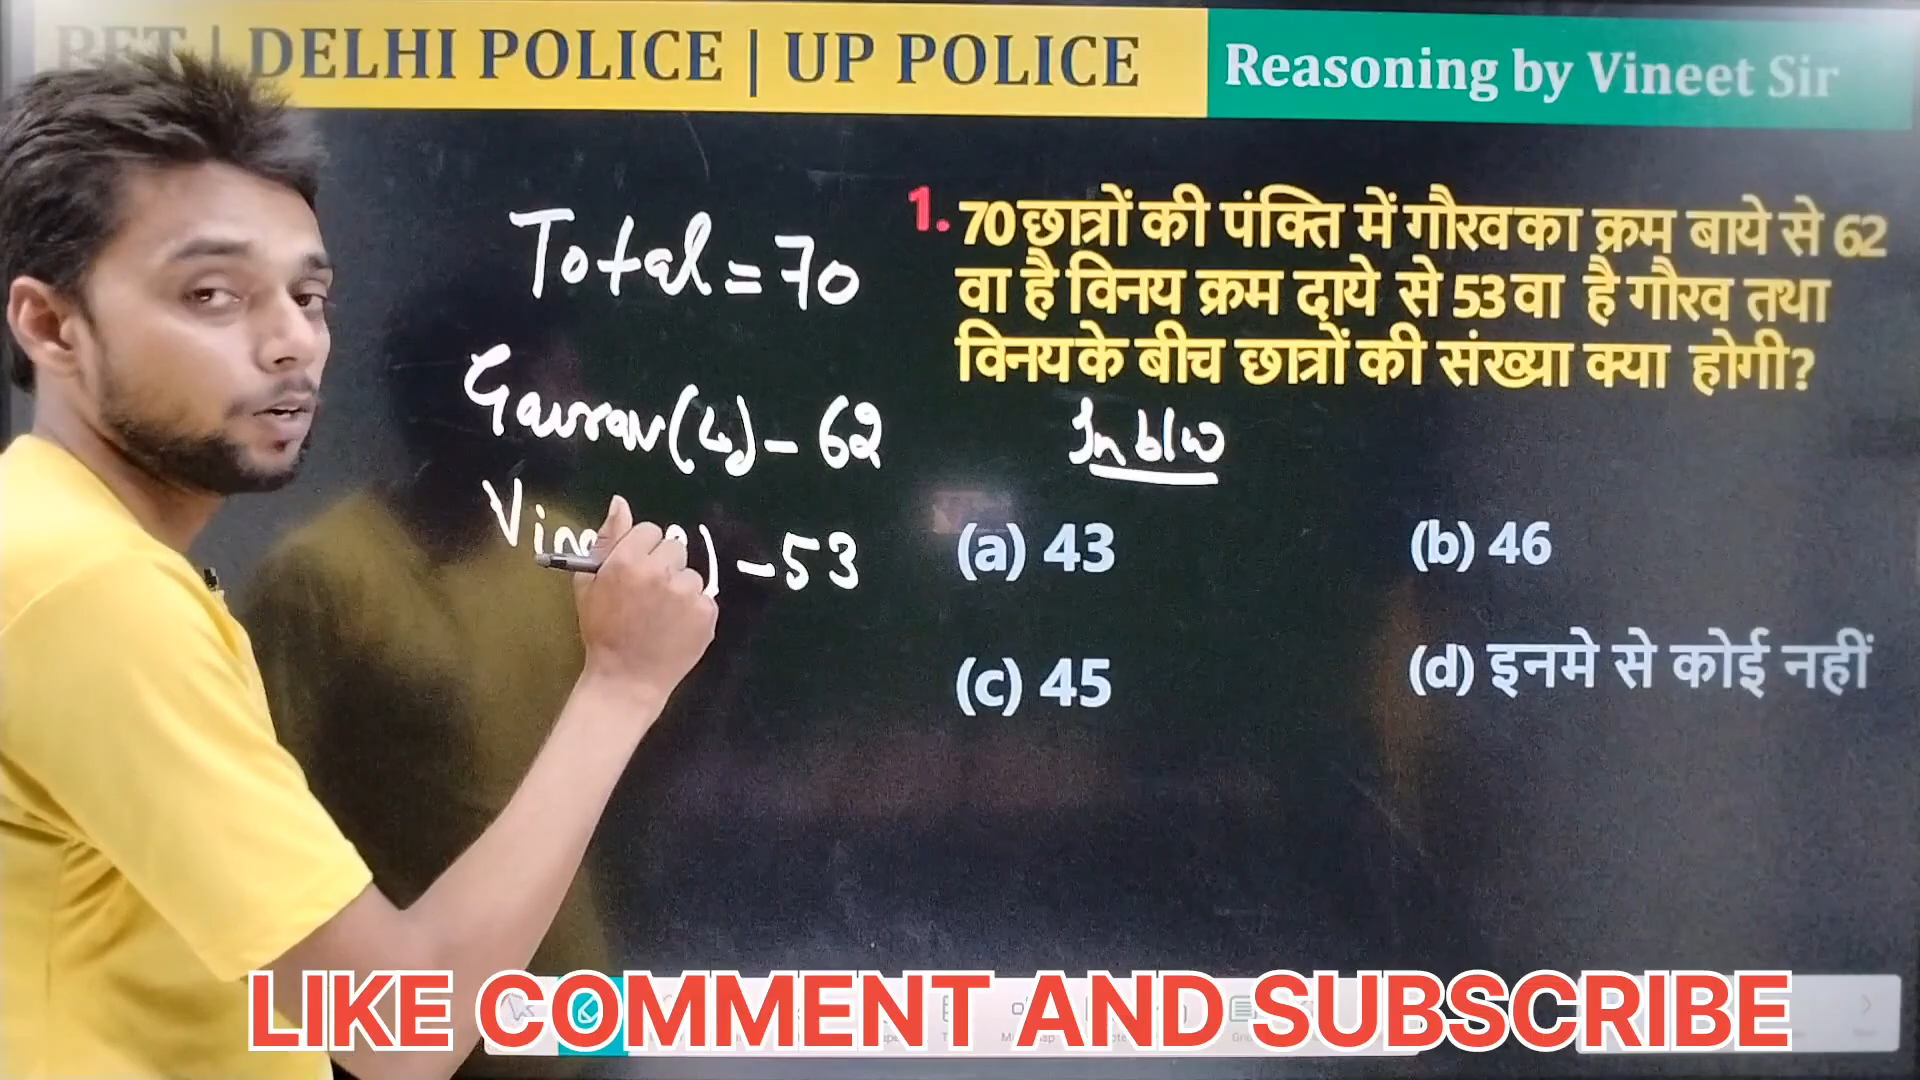 PET | DELHI POLICE | UP POLICE
Reasoning by Vineet Sir
1. 70 छात्रों की पंक्ति में गौरव का क्रम बाये से 62
वा है विनय क्रम दाये से 53 वा है गौरव तथा
विनय के बीच छात्रों की संख्या क्या होगी?
Total = 70
Gaurav (L) - 62
) - 53
In b/w
(a) 43
(b) 46
(c) 45
(d) इनमे से कोई नहीं
LIKE COMMENT AND SUBSCRIBE